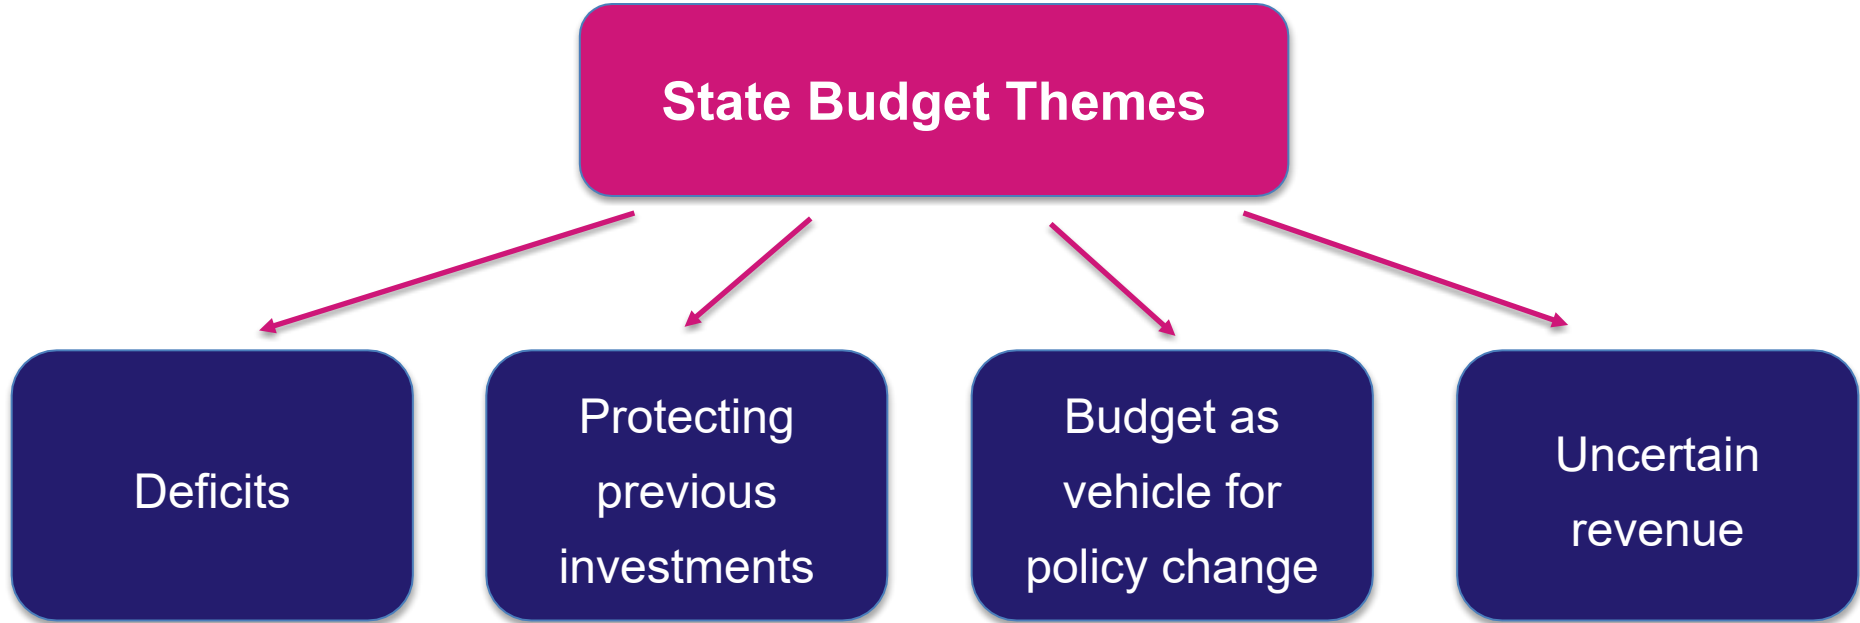 State Budget Themes
Deficits
Protecting
previous
investments
Budget as
vehicle for
policy change
Uncertain
revenue